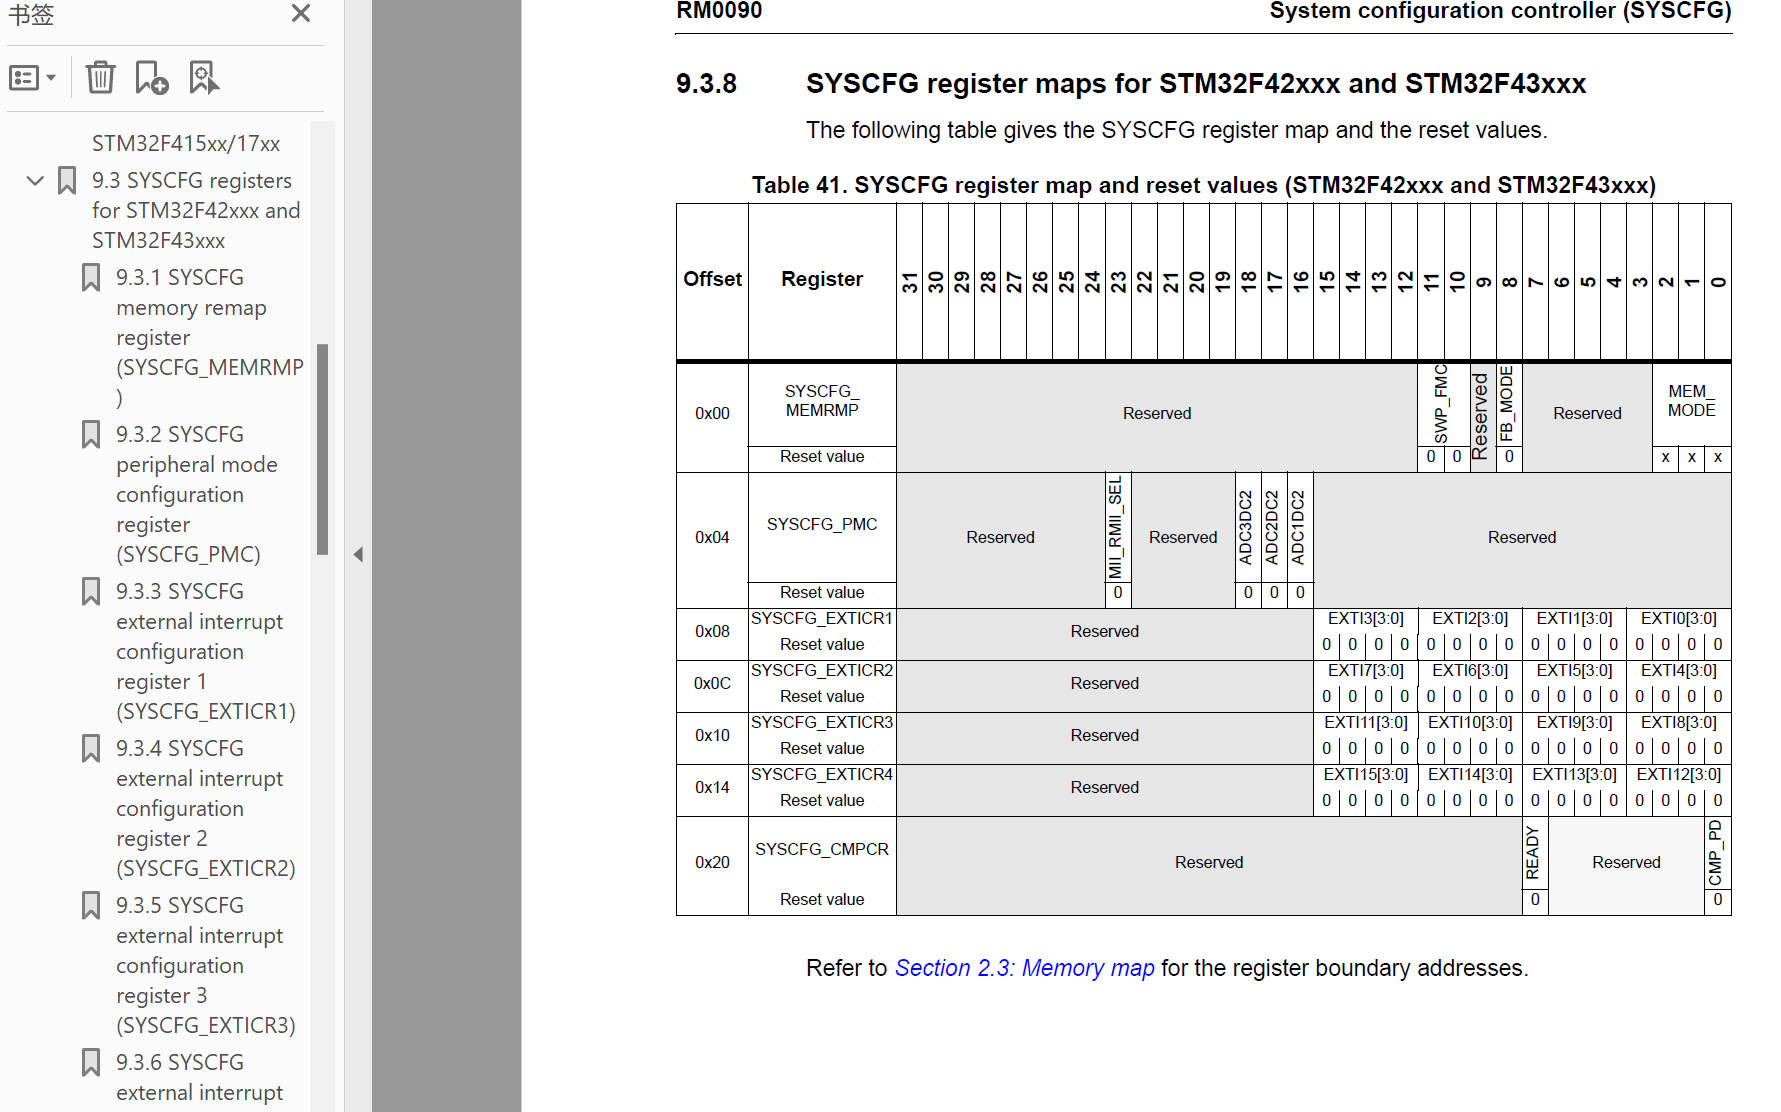 书签
STM32F415xx/17xx
9.3 SYSCFG registers
for STM32F42xxx and
STM32F43xxx
9.3.1 SYSCFG
memory remap
register
(SYSCFG_MEMRMP
)
9.3.2 SYSCFG
peripheral mode
configuration
register
(SYSCFG_PMC)
9.3.3 SYSCFG
external interrupt
configuration
register 1
(SYSCFG_EXTICR1)
9.3.4 SYSCFG
external interrupt
configuration
register 2
(SYSCFG_EXTICR2)
9.3.5 SYSCFG
external interrupt
configuration
register 3
(SYSCFG_EXTICR3)
9.3.6 SYSCFG
external interrupt
RM0090 System configuration controller (SYSCFG)
9.3.8 SYSCFG register maps for STM32F42xxx and STM32F43xxx
The following table gives the SYSCFG register map and the reset values.
Table 41. SYSCFG register map and reset values (STM32F42xxx and STM32F43xxx)
Offset Register 31 30 29 28 27 26 25 24 23 22 21 20 19 18 17 16 15 14 13 12 11 10 9 8 7 6 5 4 3 2 1 0
0x00 SYSCFG_ MEMRMP Reserved SWP_FMC Reserved FB_MODE Reserved MEM_ MODE
Reset value 0 0 0 x x x
0x04 SYSCFG_PMC Reserved MII_RMII_SEL Reserved ADC3DC2 ADC2DC2 ADC1DC2 Reserved
Reset value 0 0 0 0
0x08 SYSCFG_EXTICR1 Reserved EXTI3[3:0] EXTI2[3:0] EXTI1[3:0] EXTI0[3:0]
Reset value 0 0 0 0 0 0 0 0 0 0 0 0 0 0 0 0
0x0C SYSCFG_EXTICR2 Reserved EXTI7[3:0] EXTI6[3:0] EXTI5[3:0] EXTI4[3:0]
Reset value 0 0 0 0 0 0 0 0 0 0 0 0 0 0 0 0
0x10 SYSCFG_EXTICR3 Reserved EXTI11[3:0] EXTI10[3:0] EXTI9[3:0] EXTI8[3:0]
Reset value 0 0 0 0 0 0 0 0 0 0 0 0 0 0 0 0
0x14 SYSCFG_EXTICR4 Reserved EXTI15[3:0] EXTI14[3:0] EXTI13[3:0] EXTI12[3:0]
Reset value 0 0 0 0 0 0 0 0 0 0 0 0 0 0 0 0
0x20 SYSCFG_CMPCR Reserved READY Reserved CMP_PD
Reset value 0 0
Refer to Section 2.3: Memory map for the register boundary addresses.